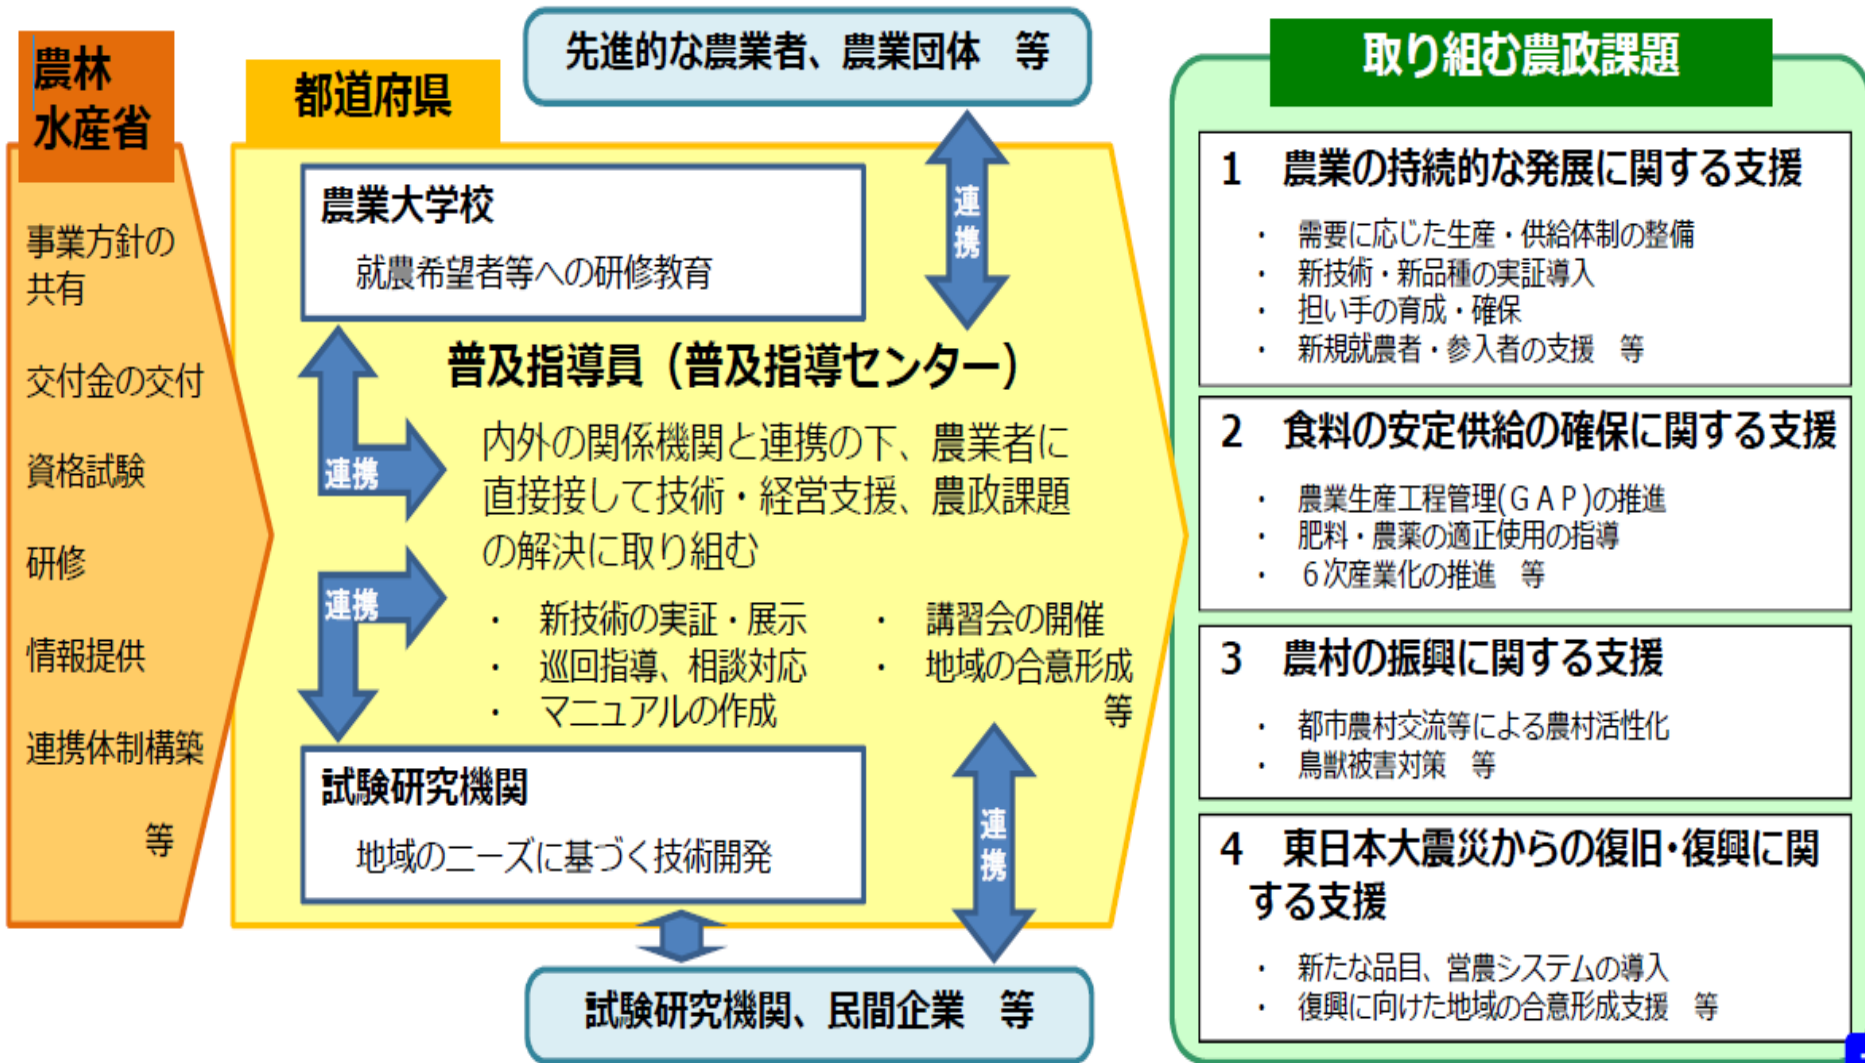 農林
水産省
事業方針の
共有
交付金の交付
資格試験
研修
情報提供
連携体制構築
等
都道府県
先進的な農業者、農業団体　等
連
携
農業大学校
就農希望者等への研修教育
普及指導員（普及指導センター）
連携
内外の関係機関と連携の下、農業者に
直接接して技術・経営支援、農政課題
の解決に取り組む
連携
・　新技術の実証・展示
・　巡回指導、相談対応
・　マニュアルの作成
・　講習会の開催
・　地域の合意形成
等
試験研究機関
地域のニーズに基づく技術開発
連
携
試験研究機関、民間企業　等
取り組む農政課題
1　農業の持続的な発展に関する支援
・　需要に応じた生産・供給体制の整備
・　新技術・新品種の実証導入
・　担い手の育成・確保
・　新規就農者・参入者の支援　等
2　食料の安定供給の確保に関する支援
・　農業生産工程管理(ＧＡＰ)の推進
・　肥料・農薬の適正使用の指導
・　６次産業化の推進　等
3　農村の振興に関する支援
・　都市農村交流等による農村活性化
・　鳥獣被害対策　等
4　東日本大震災からの復旧・復興に関
する支援
・　新たな品目、営農システムの導入
・　復興に向けた地域の合意形成支援　等